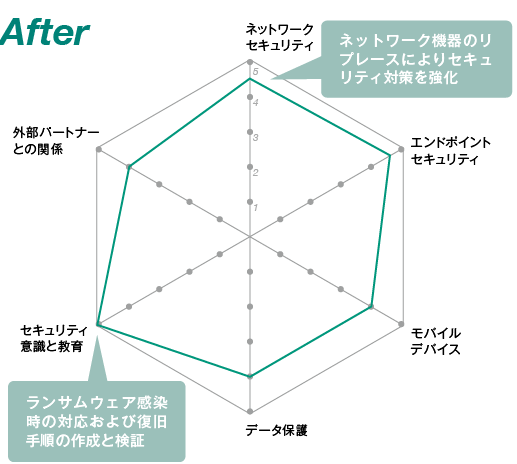 After
ネットワーク
セキュリティ
ネットワーク機器のリ
プレースによりセキュ
リティ対策を強化
5
4
3
2
1
外部パートナー
との関係
エンドポイント
セキュリティ
セキュリティ
意識と教育
モバイル
デバイス
ランサムウェア感染
時の対応および復旧
手順の作成と検証
データ保護